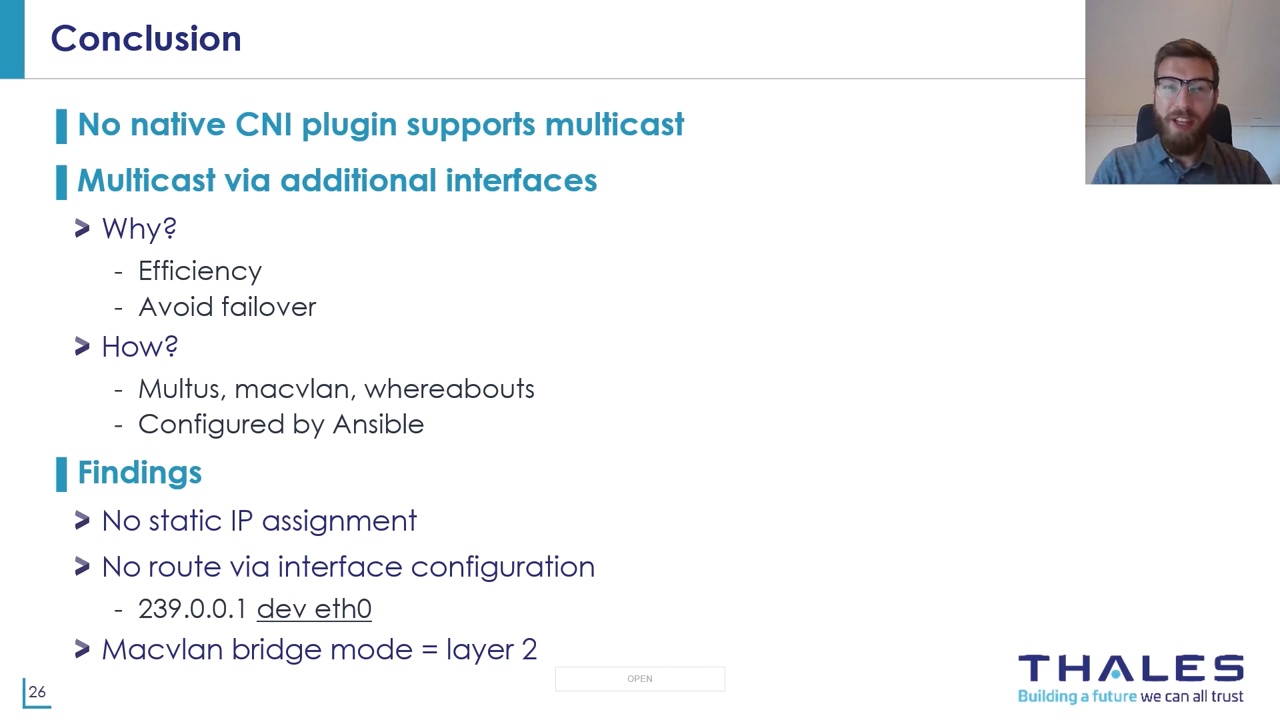 Conclusion
No native CNI plugin supports multicast
Multicast via additional interfaces
> Why?
- Efficiency
- Avoid failover
> How?
- Multus, macvlan, whereabouts
- Configured by Ansible
Findings
> No static IP assignment
> No route via interface configuration
- 239.0.0.1 dev eth0
> Macvlan bridge mode = layer 2
26
OPEN
THALES
Building a future we can all trust